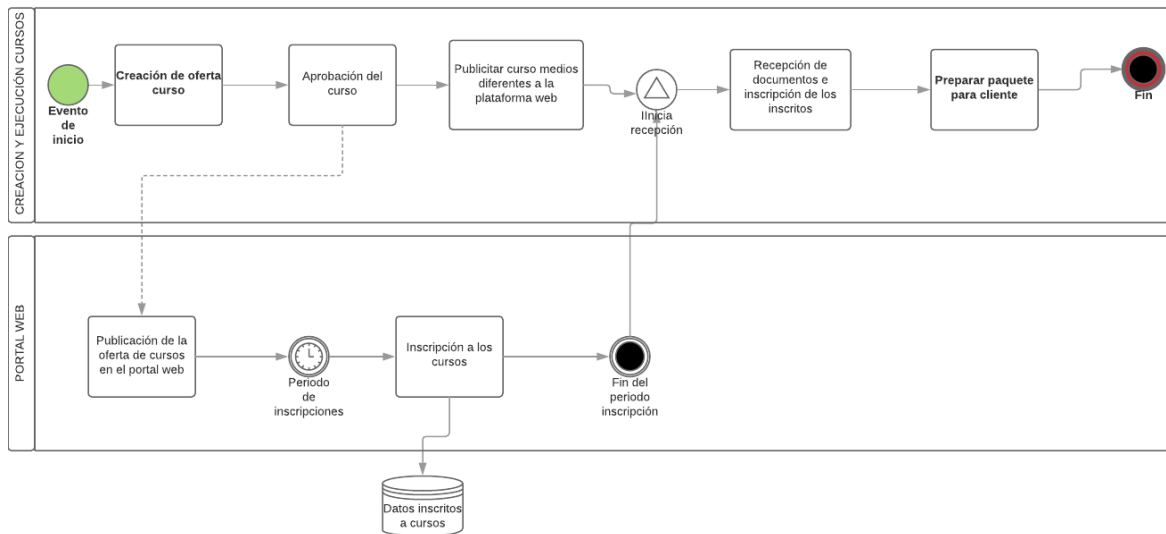 CREACION Y EJECUCIÓN CURSOS
Evento
de
inicio
Creación de oferta
curso
Aprobación del
curso
Publicitar curso medios
diferentes a la
plataforma web
IInicia
recepción
Recepción de
documentos e
inscripción de los
inscritos
Preparar paquete
para cliente
Fin
PORTAL WEB
Publicación de la
oferta de cursos
en el portal web
Periodo
de
inscripciones
Inscripción a los
cursos
Fin del
periodo
inscripción
Datos inscritos
a cursos